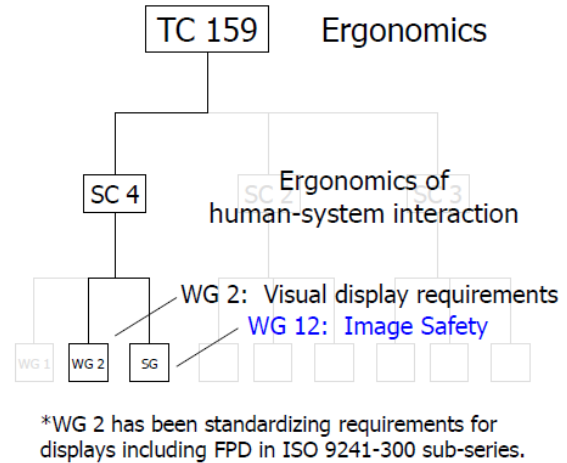 TC 159
Ergonomics
SC 4
SC 2
SC 3
Ergonomics of
human-system interaction
WG 2: Visual display requirements
WG 12: Image Safety
WG 1
WG 2
SG
*WG 2 has been standardizing requirements for
displays including FPD in ISO 9241-300 sub-series.